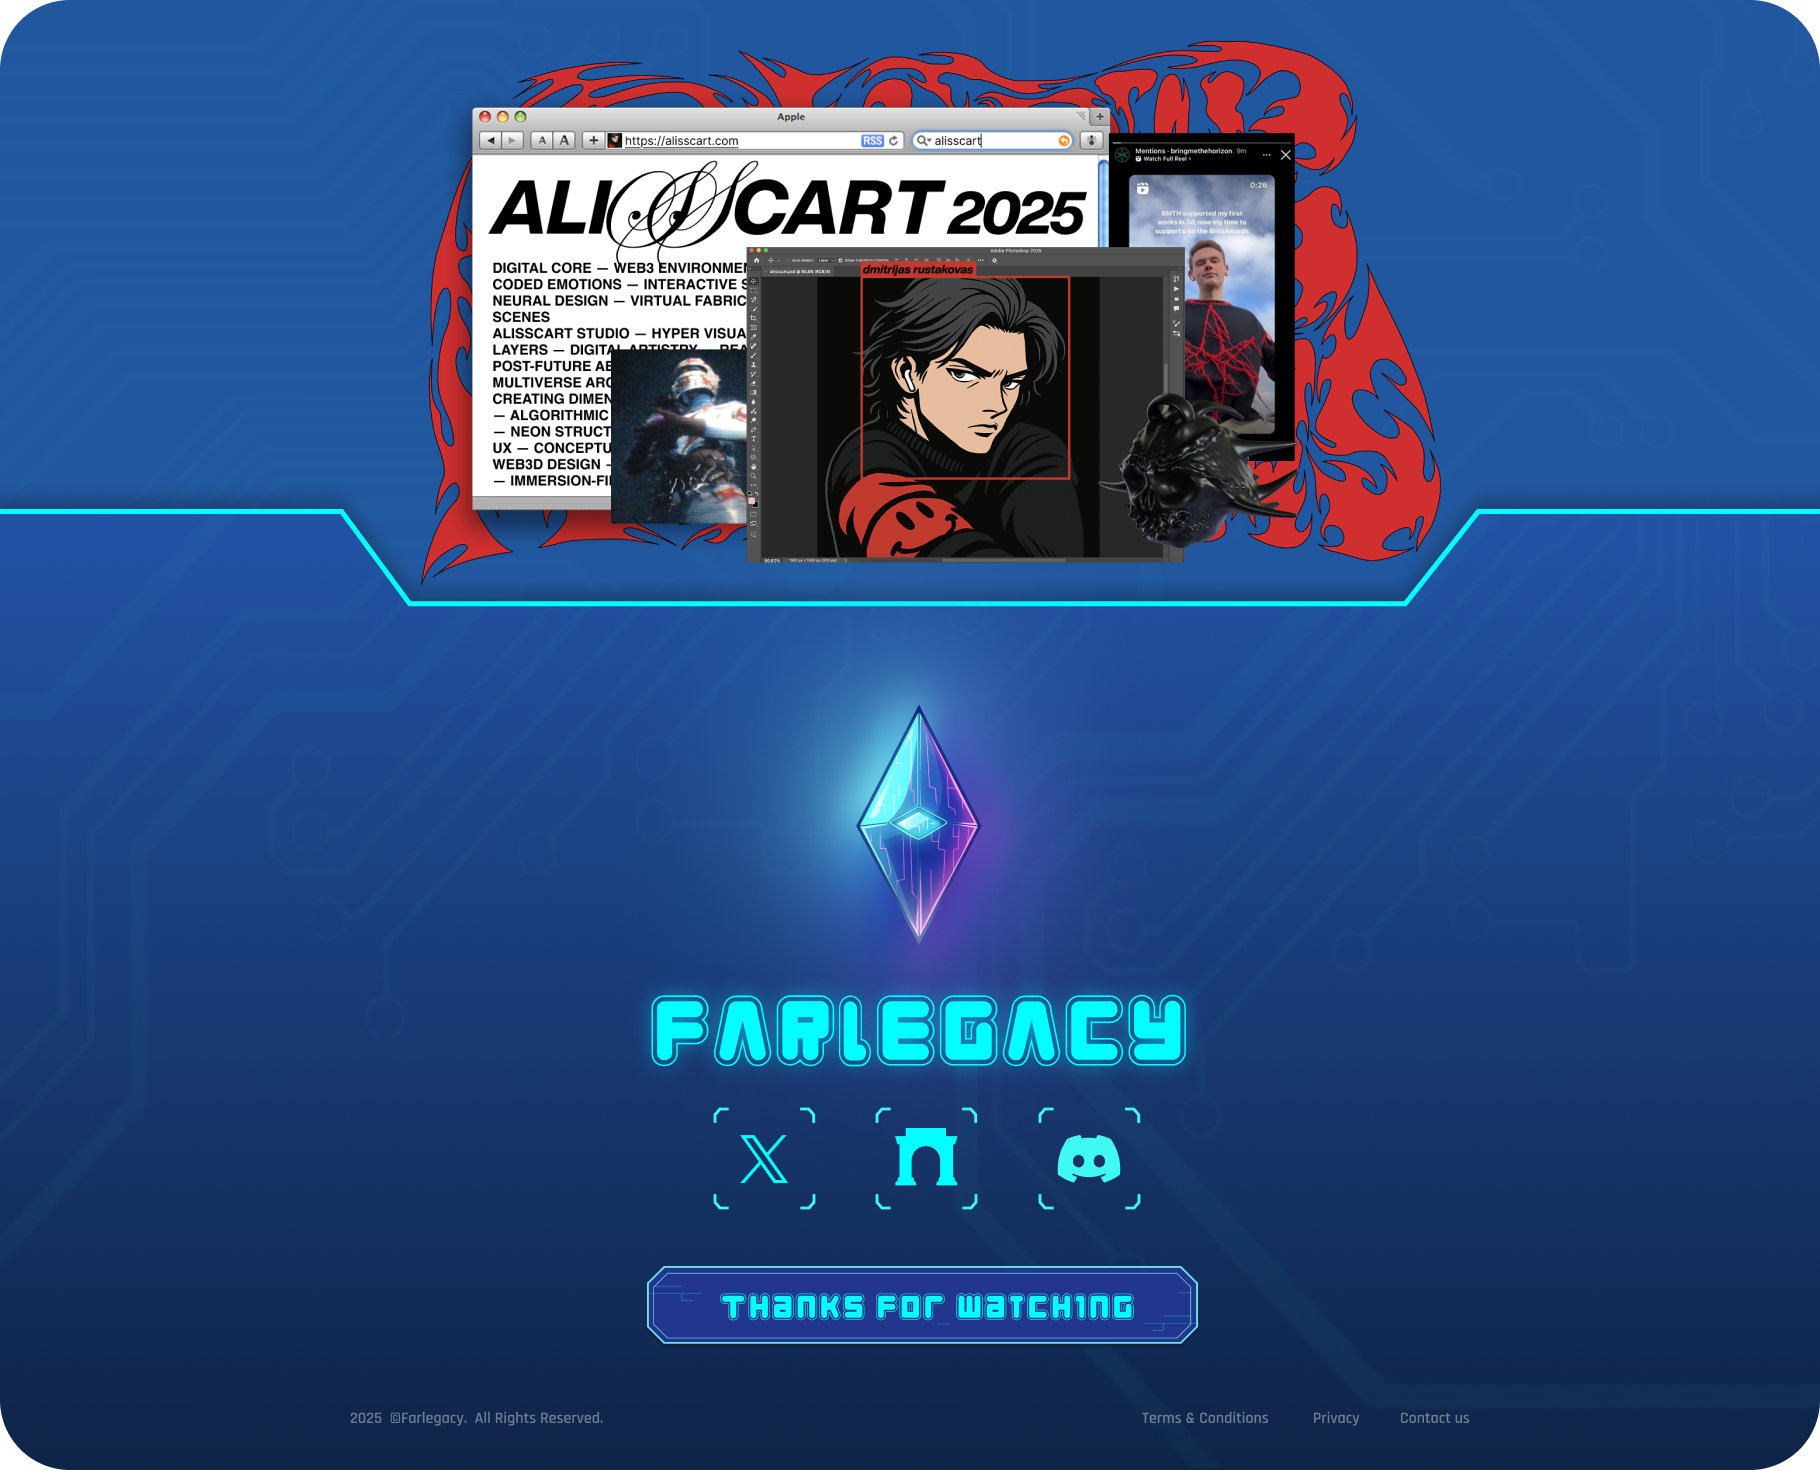 Apple
A A
https://alisscart.com
RSS
alisscart
ALISSCART 2025
DIGITAL CORE — WEB3 ENVIRONMEN
CODED EMOTIONS — INTERACTIVE S
NEURAL DESIGN — VIRTUAL FABRIC
SCENES
ALISSCART STUDIO — HYPER VISUA
LAYERS — DIGITAL ARTISTRY — REA
POST-FUTURE AE
MULTIVERSE ARC
CREATING DIMEN
— ALGORITHMIC
— NEON STRUCT
UX — CONCEPTU
WEB3D DESIGN —
— IMMERSION-FI
Mentions · bringmethehorizon 9m
Watch Full Reel >
0:26
BMTH supported my first
works in 3d, now my time to
support u on the BritsAwards
Adobe Photoshop 2025
dmitrijas rustakovas
FARLEGACY
THANKS FOR WATCHING
2025 ©Farlegacy. All Rights Reserved.
Terms & Conditions
Privacy
Contact us